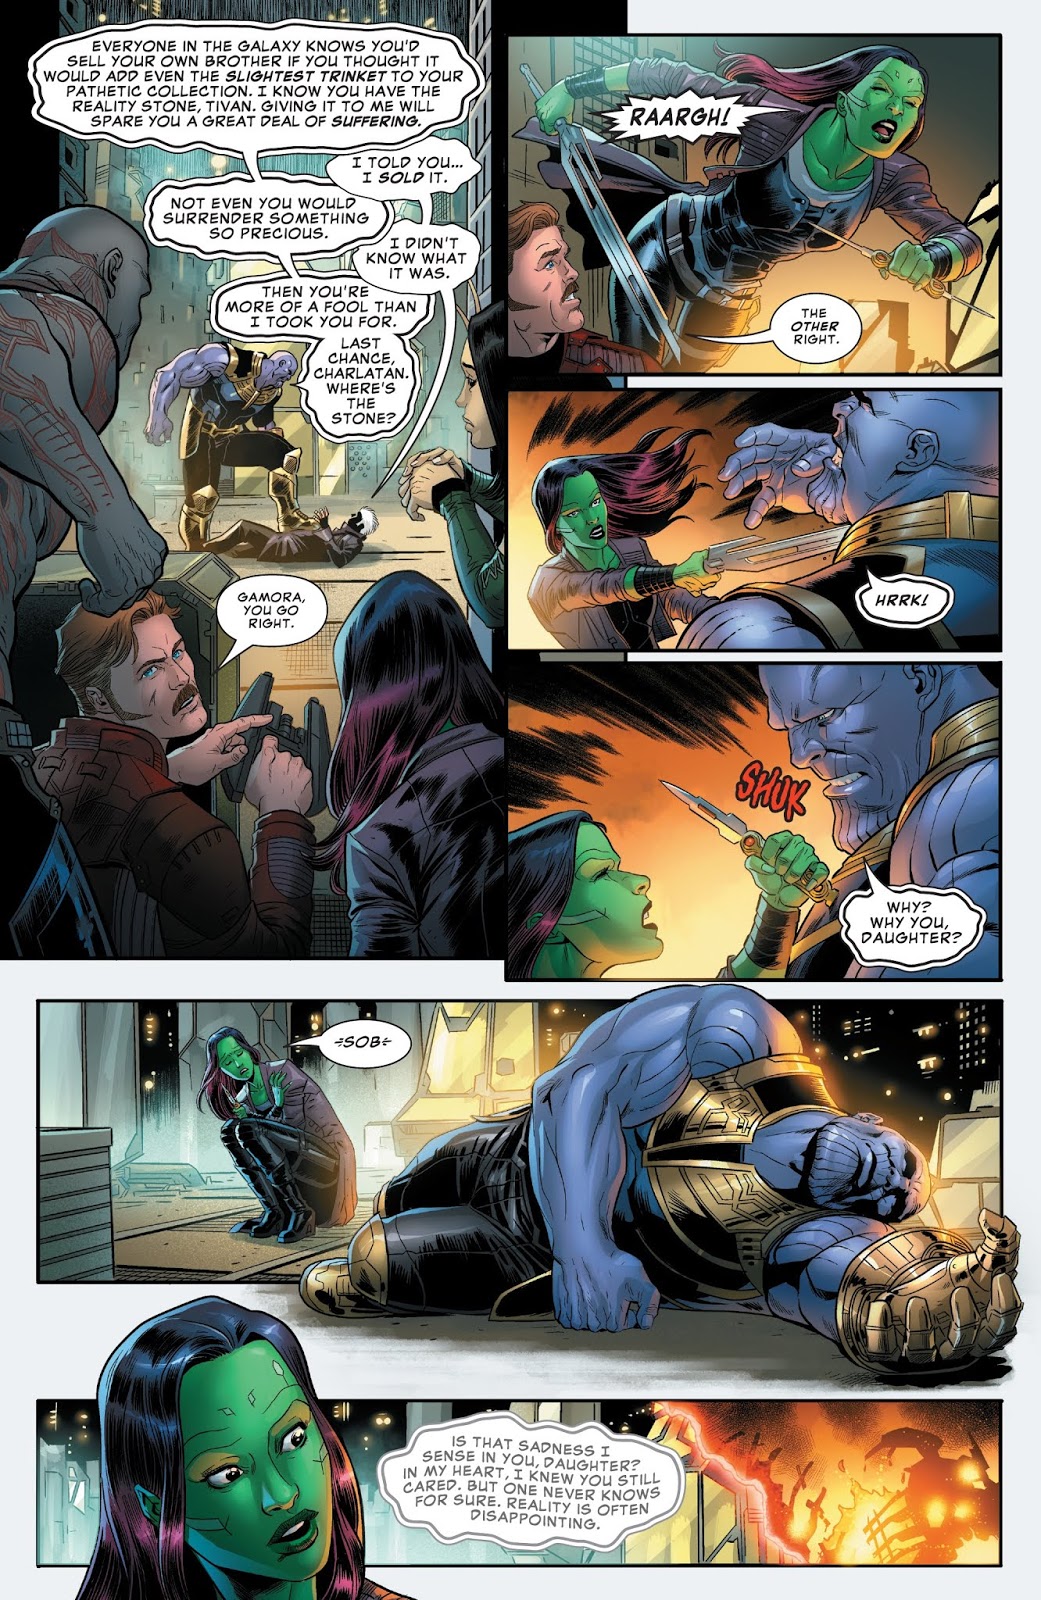 EVERYONE IN THE GALAXY KNOWS YOU'D
SELL YOUR OWN BROTHER IF YOU THOUGHT IT
WOULD ADD EVEN THE SLIGHTEST TRINKET TO YOUR
PATHETIC COLLECTION. I KNOW YOU HAVE THE
REALITY STONE, TIVAN. GIVING IT TO ME WILL
SPARE YOU A GREAT DEAL OF SUFFERING.
I TOLD YOU...
I SOLD IT.
NOT EVEN YOU WOULD
SURRENDER SOMETHING
SO PRECIOUS.
I DIDN'T
KNOW WHAT
IT WAS.
THEN YOU'RE
MORE OF A FOOL THAN
I TOOK YOU FOR.
LAST
CHANCE,
CHARLATAN.
WHERE'S
THE
STONE?
GAMORA,
YOU GO
RIGHT.
RAARGH!
THE
OTHER
RIGHT.
HRRK!
SHUK
WHY?
WHY YOU,
DAUGHTER?
÷SOB÷
IS THAT SADNESS I
SENSE IN YOU, DAUGHTER?
IN MY HEART, I KNEW YOU STILL
CARED. BUT ONE NEVER KNOWS
FOR SURE. REALITY IS OFTEN
DISAPPOINTING.